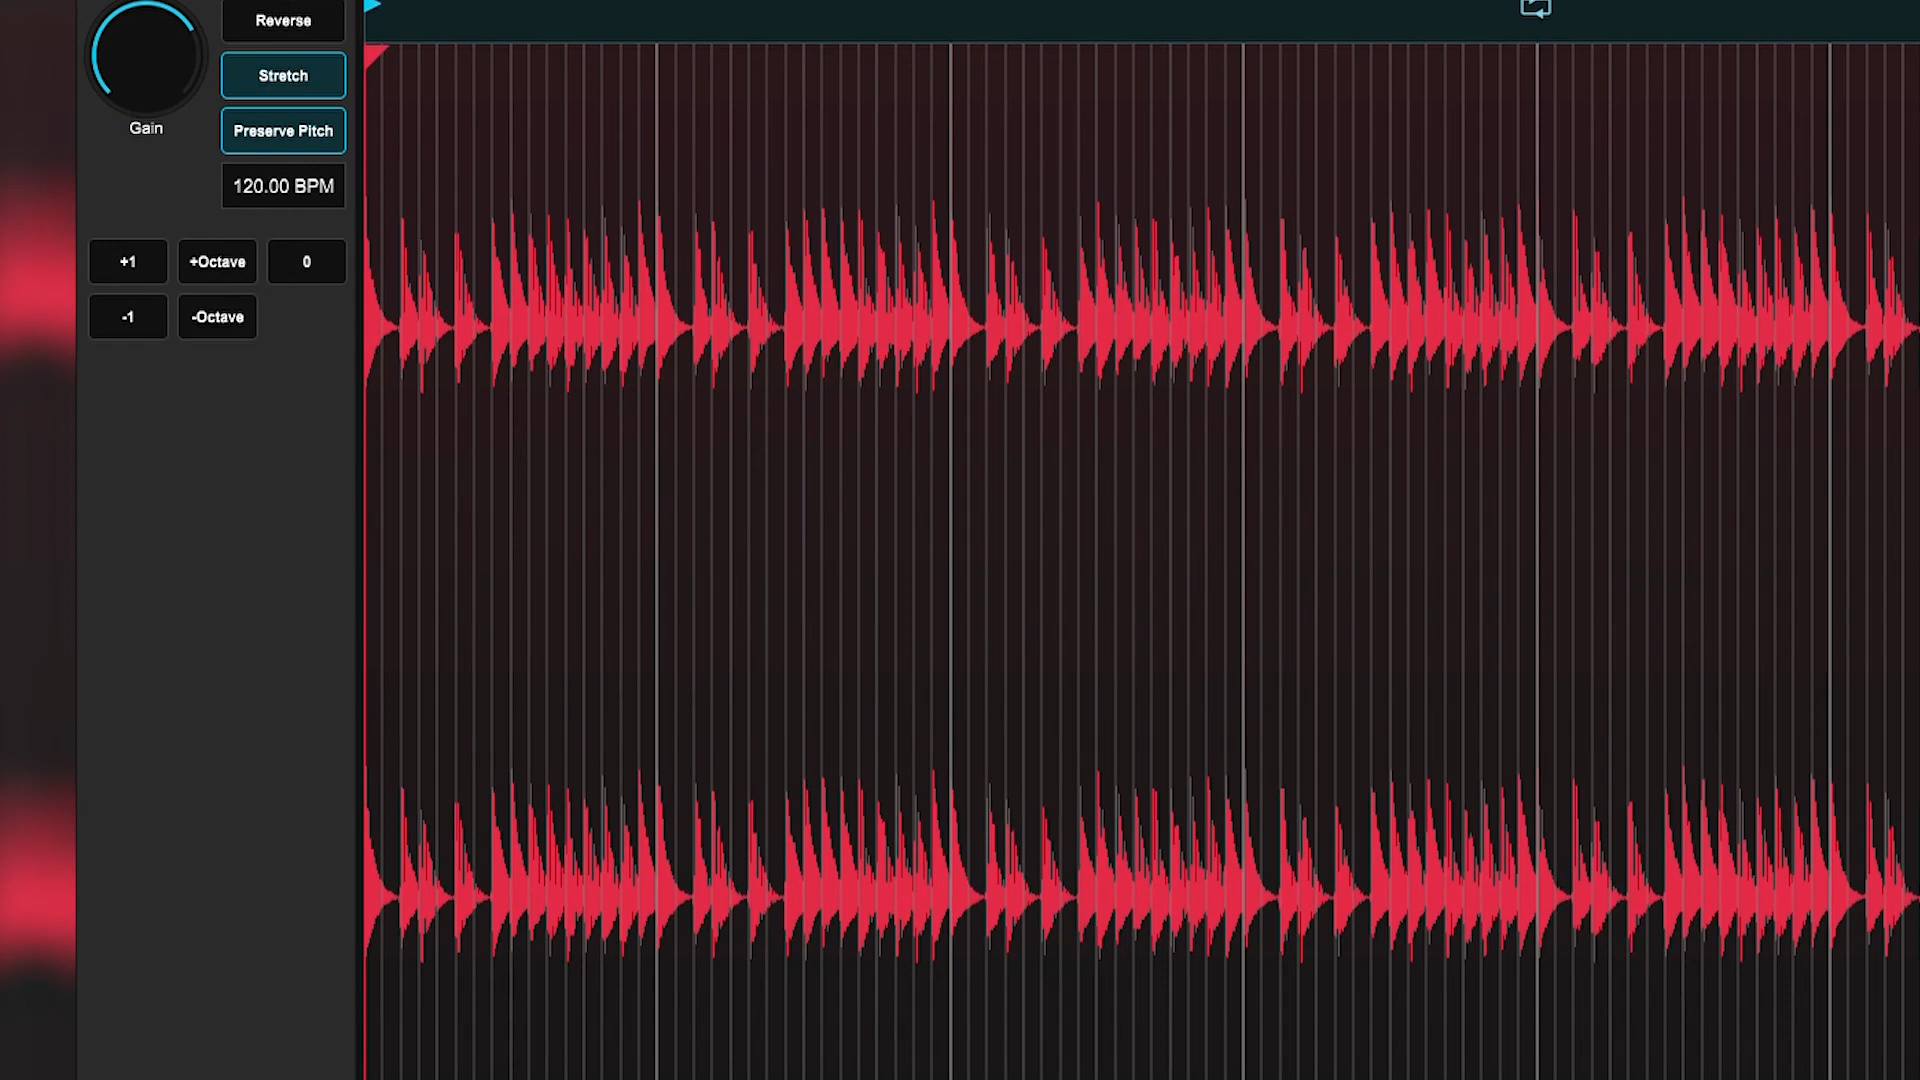 Reverse
Stretch
Gain
Preserve Pitch
120.00 BPM
+1 +Octave 0
-1 -Octave